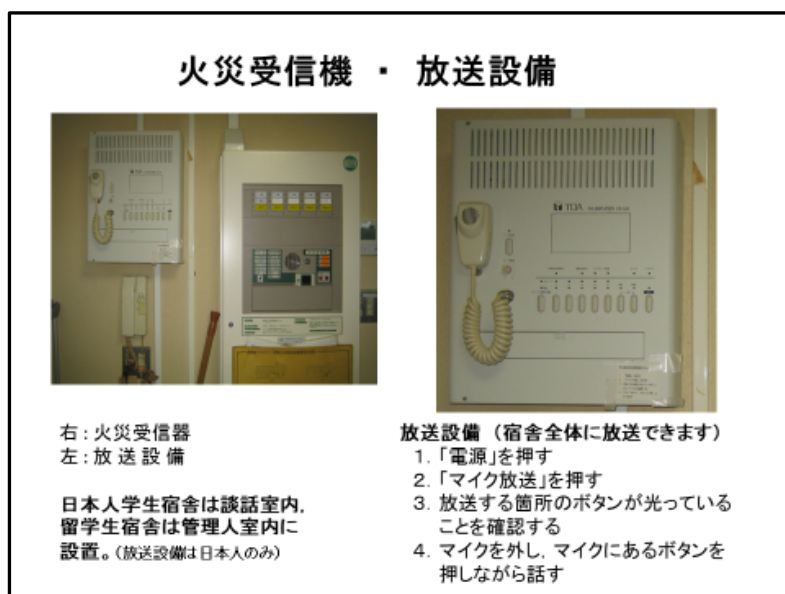 火災受信機 ・ 放送設備
TOA
右：火災受信器
左：放 送 設 備
日本人学生宿舎は談話室内，
留学生宿舎は管理人室内に
設置。（放送設備は日本人のみ）
放送設備 （宿舎全体に放送できます）
1．「電源」を押す
2．「マイク放送」を押す
3．放送する箇所のボタンが光っている
ことを確認する
4．マイクを外し，マイクにあるボタンを
押しながら話す